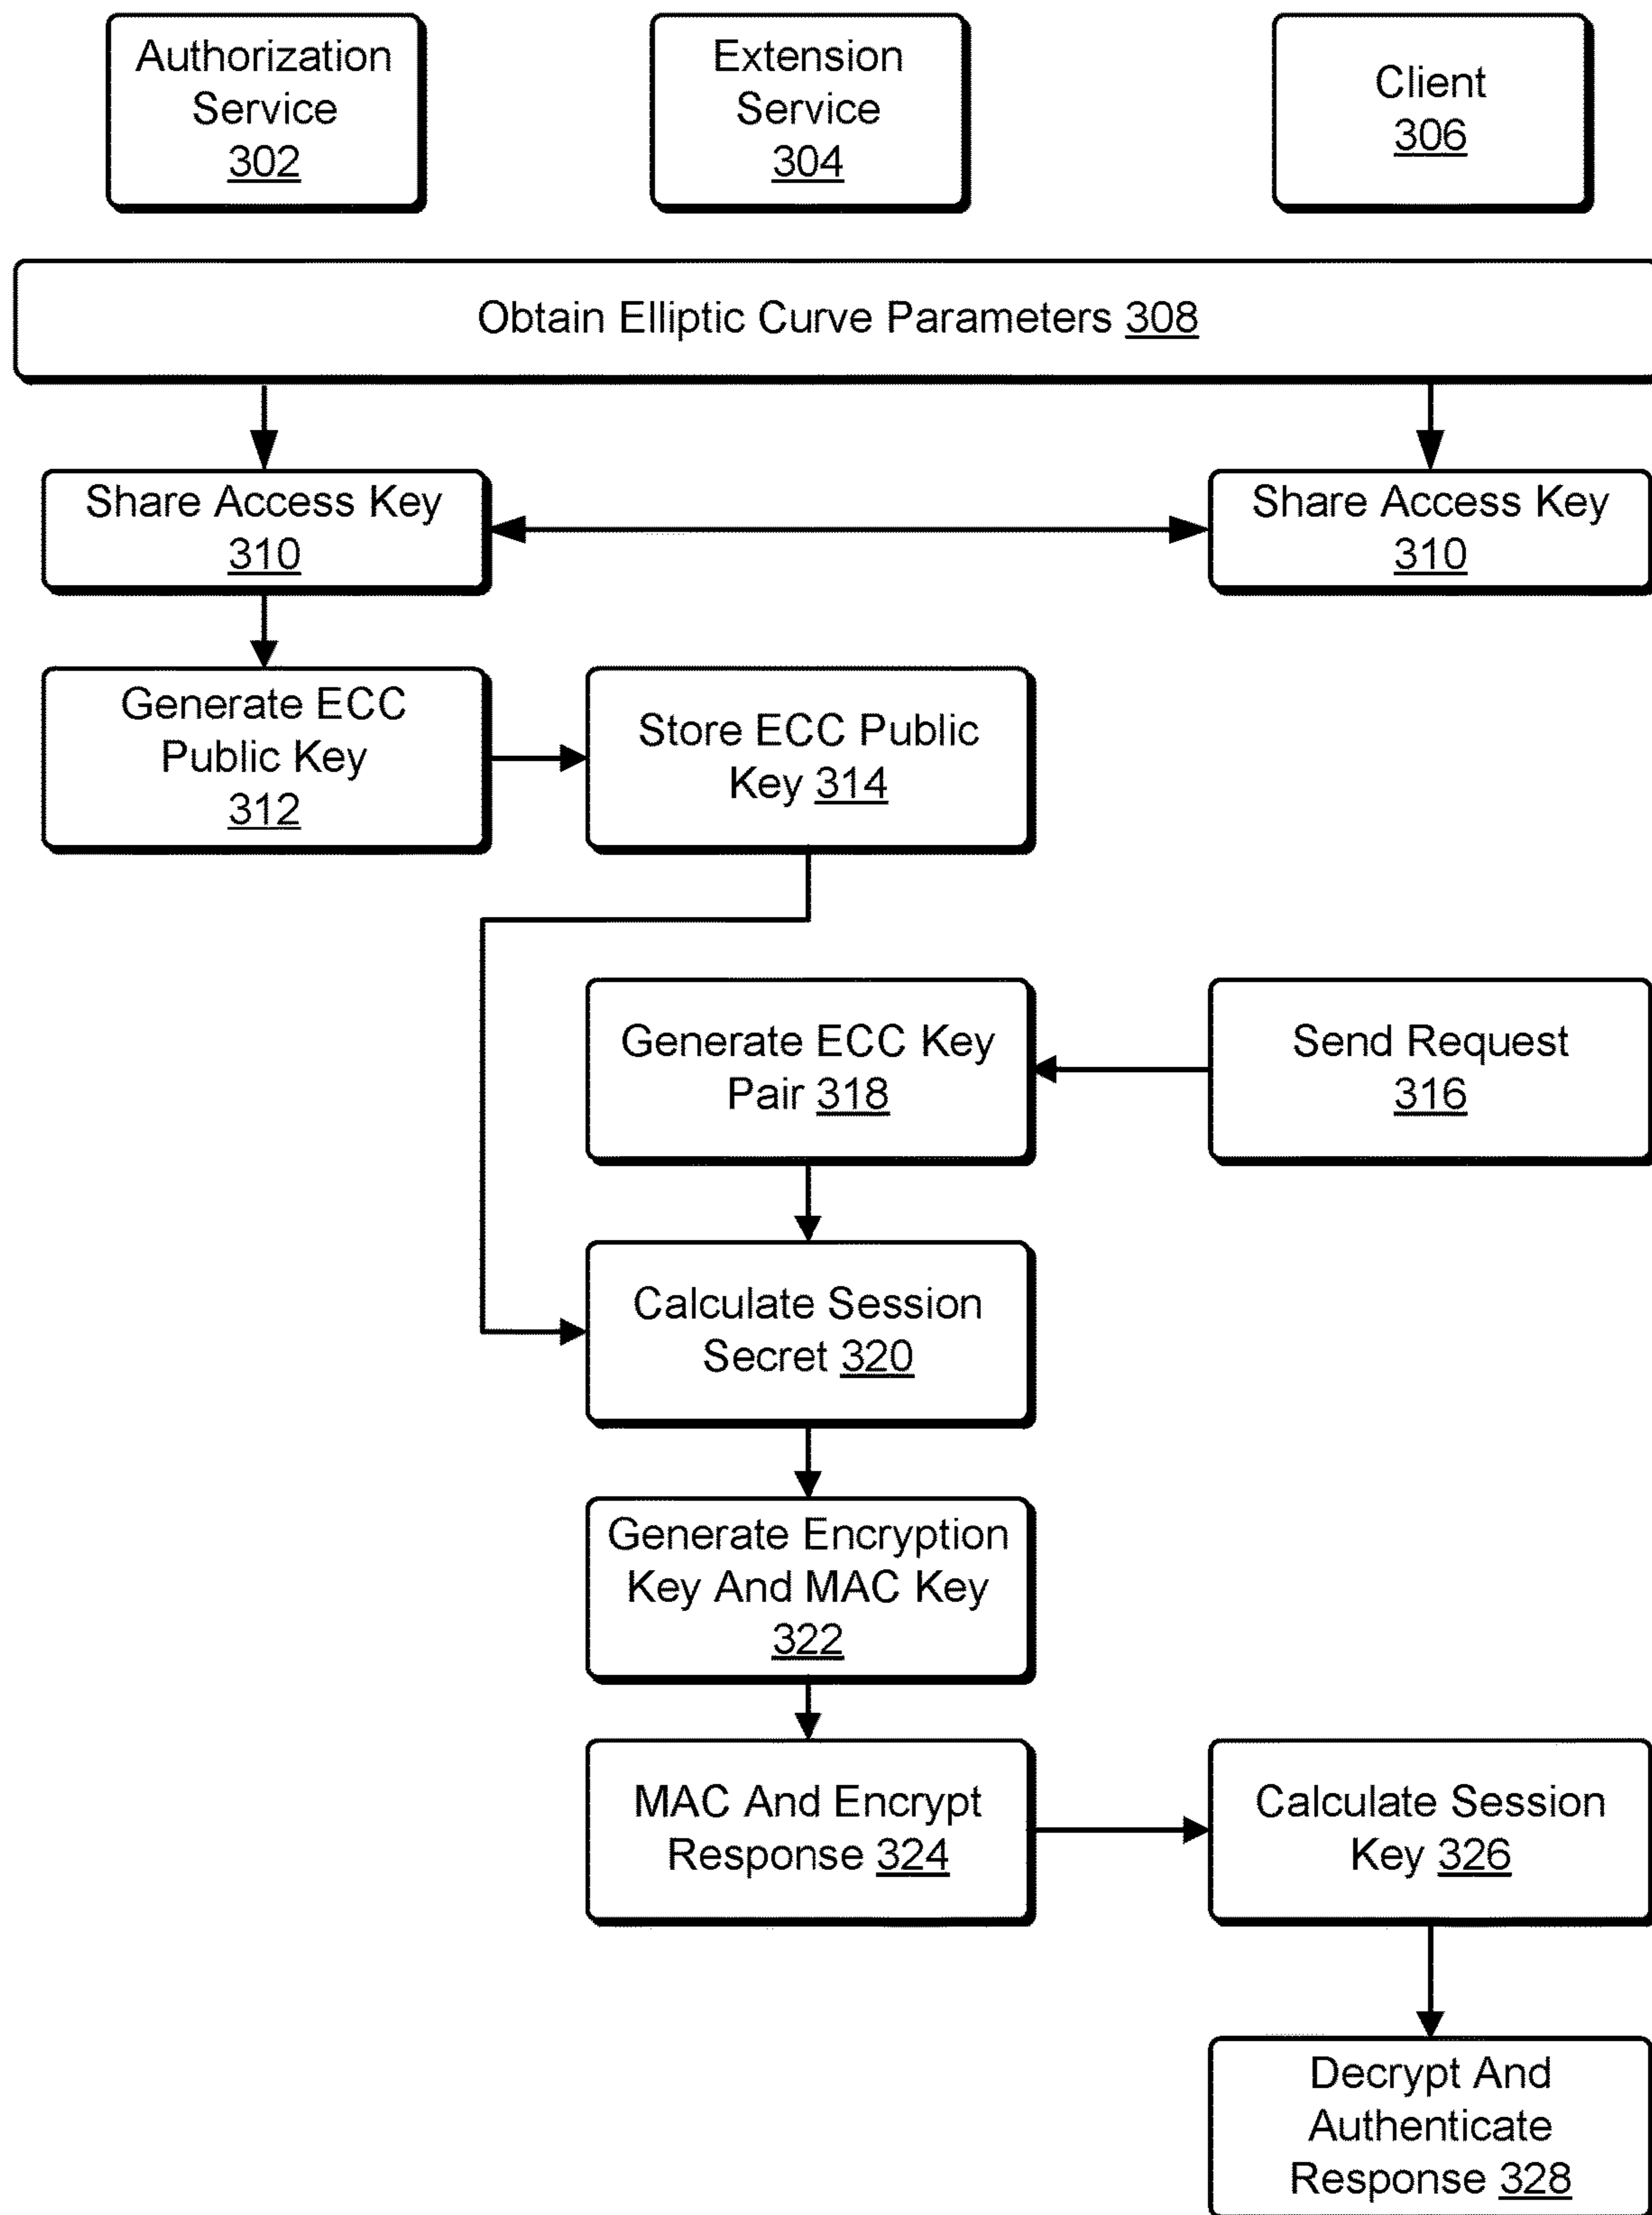 Authorization
Service
302
Extension
Service
304
Client
306
Obtain Elliptic Curve Parameters 308
Share Access Key
310
Share Access Key
310
Generate ECC
Public Key
312
Store ECC Public
Key 314
Generate ECC Key
Pair 318
Send Request
316
Calculate Session
Secret 320
Generate Encryption
Key And MAC Key
322
MAC And Encrypt
Response 324
Calculate Session
Key 326
Decrypt And
Authenticate
Response 328